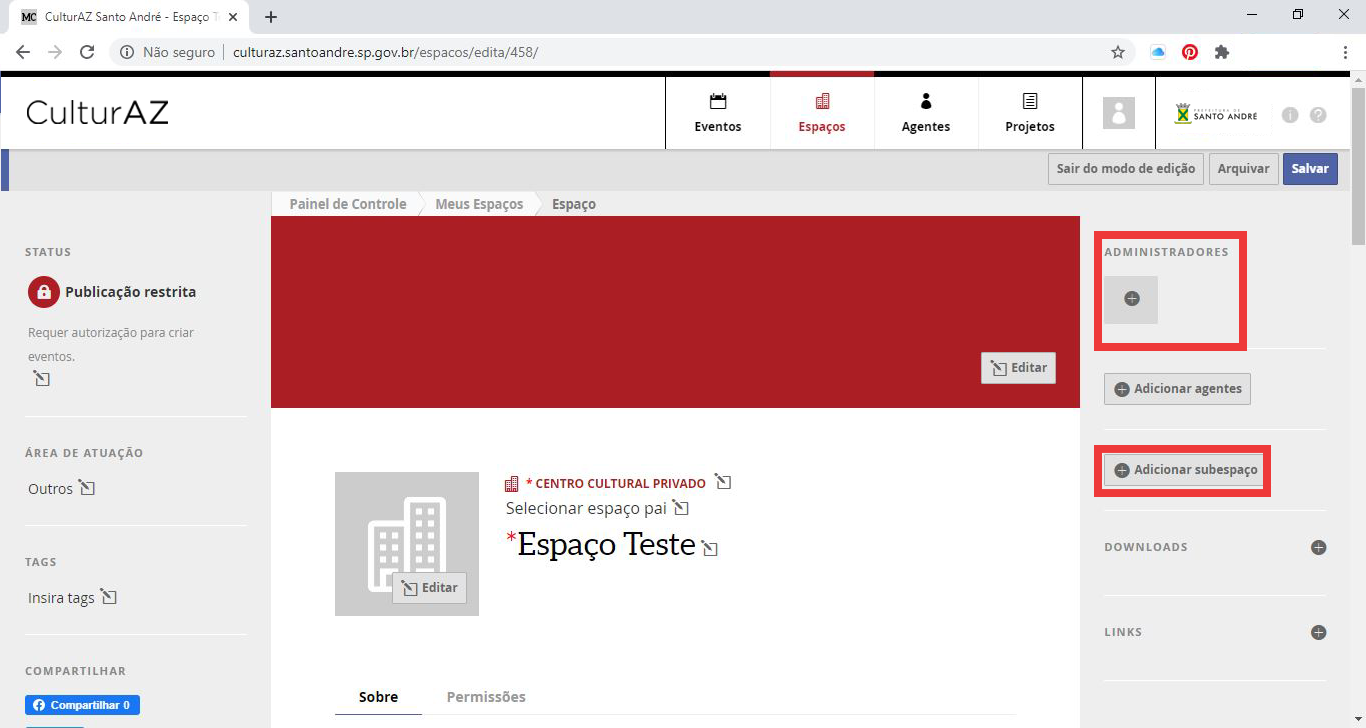 MC CulturAZ Santo André - Espaço T
Não seguro culturaz.santoandre.sp.gov.br/espacos/edita/458/
CulturAZ
Eventos Espaços Agentes Projetos
PREFEITURA DE
SANTO ANDRÉ
Sair do modo de edição Arquivar Salvar
Painel de Controle Meus Espaços Espaço
STATUS
Publicação restrita
Requer autorização para criar
eventos.
ÁREA DE ATUAÇÃO
Outros
TAGS
Insira tags
COMPARTILHAR
Compartilhar 0
Editar
Editar
* CENTRO CULTURAL PRIVADO
Selecionar espaço pai
*Espaço Teste
Sobre Permissões
ADMINISTRADORES
Adicionar agentes
Adicionar subespaço
DOWNLOADS
LINKS